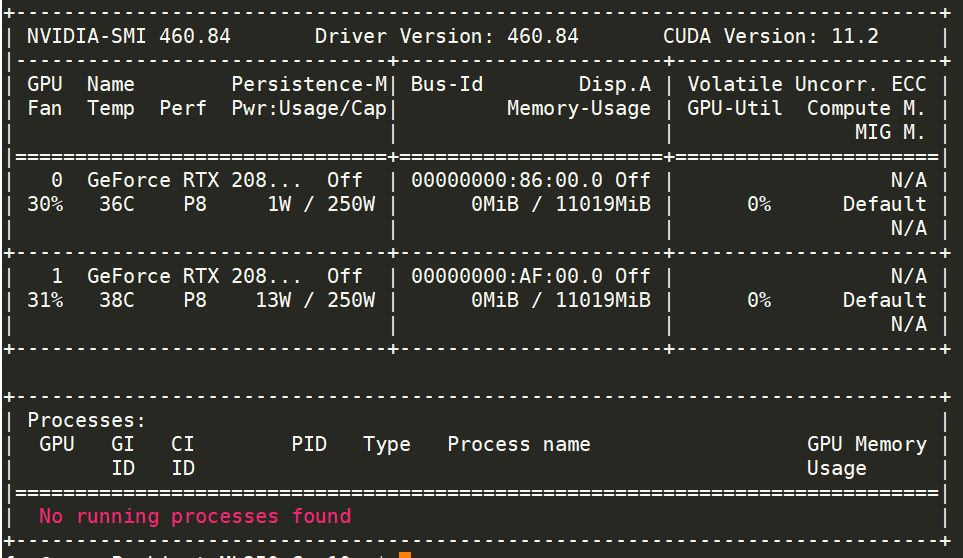 +-----------------------------------------------------------------------------+
| NVIDIA-SMI 460.84       Driver Version: 460.84       CUDA Version: 11.2     |
|-------------------------------+----------------------+----------------------+
| GPU  Name        Persistence-M| Bus-Id        Disp.A | Volatile Uncorr. ECC |
| Fan  Temp  Perf  Pwr:Usage/Cap|         Memory-Usage | GPU-Util  Compute M. |
|                               |                      |               MIG M. |
|===============================+======================+======================|
|   0  GeForce RTX 208...  Off  | 00000000:86:00.0 Off |                  N/A |
| 30%   36C    P8     1W / 250W |      0MiB / 11019MiB |      0%      Default |
|                               |                      |                  N/A |
+-------------------------------+----------------------+----------------------+
|   1  GeForce RTX 208...  Off  | 00000000:AF:00.0 Off |                  N/A |
| 31%   38C    P8    13W / 250W |      0MiB / 11019MiB |      0%      Default |
|                               |                      |                  N/A |
+-------------------------------+----------------------+----------------------+
+-----------------------------------------------------------------------------+
| Processes:                                                                  |
|  GPU   GI   CI        PID   Type   Process name                  GPU Memory |
|        ID   ID                                                   Usage      |
|=============================================================================|
|  No running processes found                                                 |
+-----------------------------------------------------------------------------+